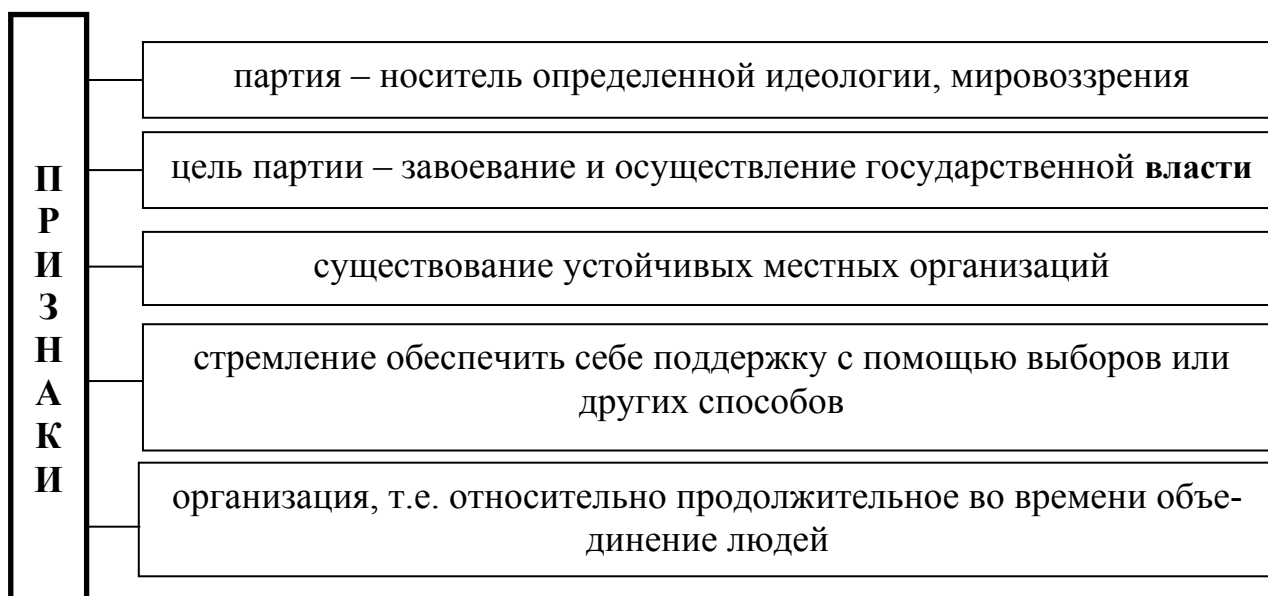 ПРИЗНАКИ
партия – носитель определенной идеологии, мировоззрения
цель партии – завоевание и осуществление государственной власти
существование устойчивых местных организаций
стремление обеспечить себе поддержку с помощью выборов или
других способов
организация, т.е. относительно продолжительное во времени объе-
динение людей